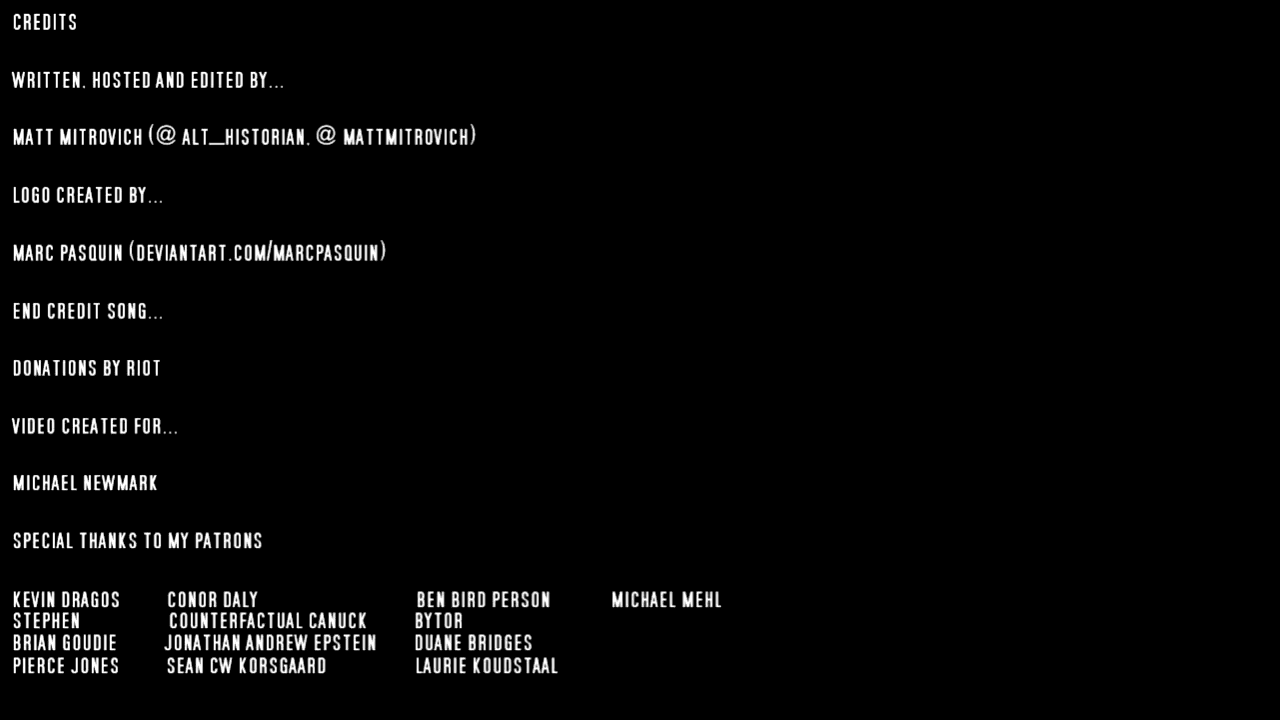 CREDITS
WRITTEN, HOSTED AND EDITED BY...
MATT MITROVICH (@ ALT_HISTORIAN, @ MATTMITROVICH)
LOGO CREATED BY...
MARC PASQUIN (DEVIANTART.COM/MARCPASQUIN)
END CREDIT SONG...
DONATIONS BY RIOT
VIDEO CREATED FOR...
MICHAEL NEWMARK
SPECIAL THANKS TO MY PATRONS
KEVIN DRAGOS CONOR DALY BEN BIRD PERSON MICHAEL MEHL
STEPHEN COUNTERFACTUAL CANUCK BYTOR
BRIAN GOUDIE JONATHAN ANDREW EPSTEIN DUANE BRIDGES
PIERCE JONES SEAN CW KORSGAARD LAURIE KOUDSTAAL